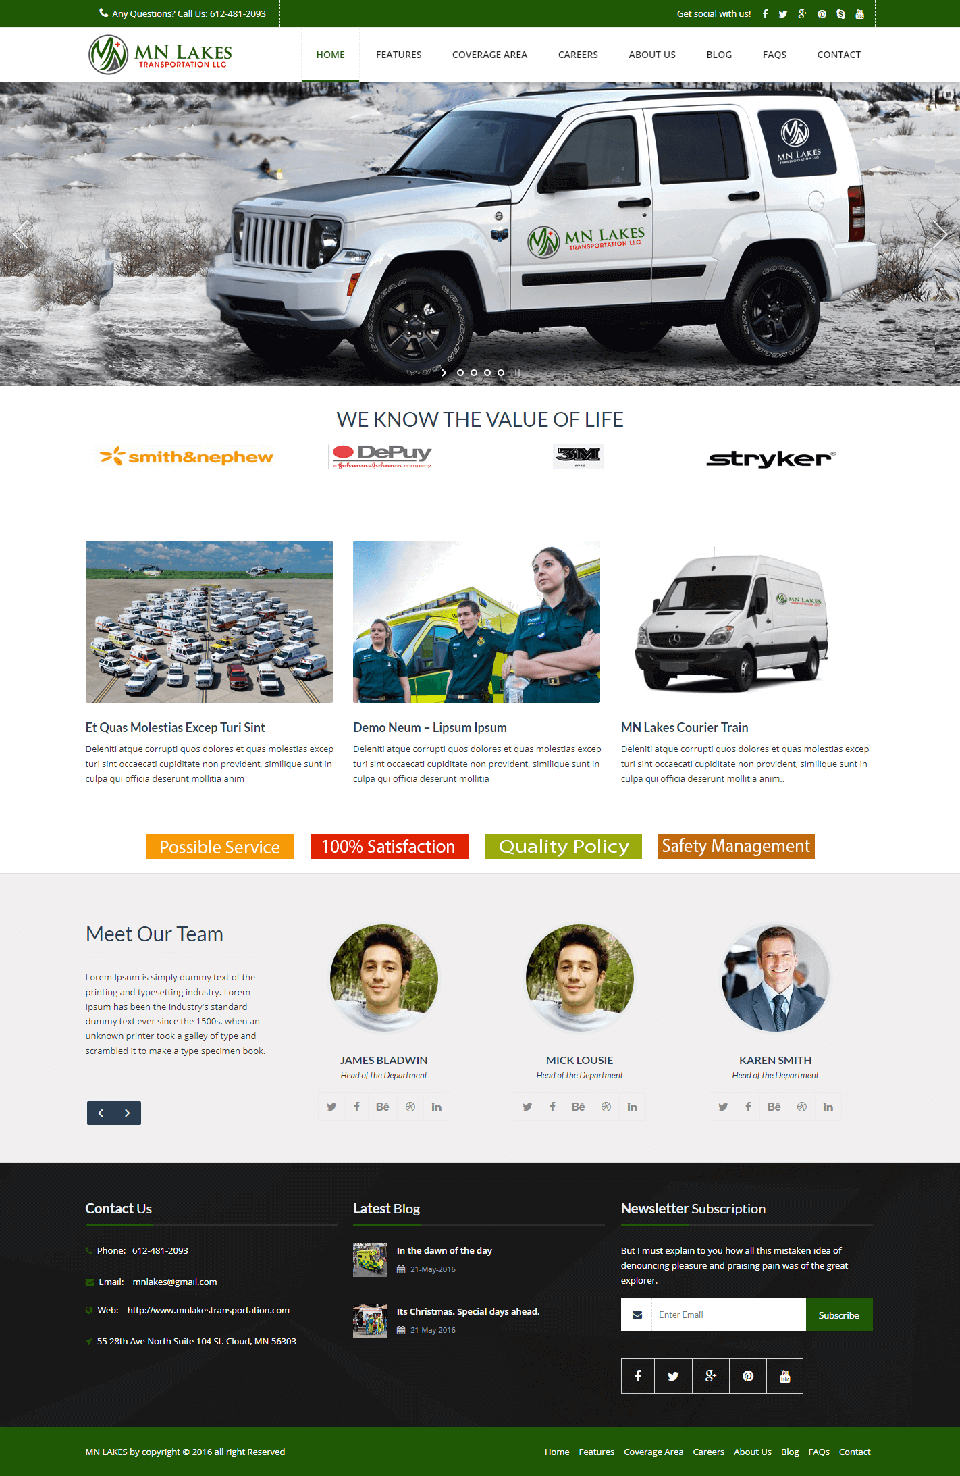 Any Questions? Call Us: 612-481-2093
Get social with us!
MN LAKES
TRANSPORTATION LLC
HOME FEATURES COVERAGE AREA CAREERS ABOUT US BLOG FAQS CONTACT
MN LAKES
TRANSPORTATION LLC
MN LAKES
TRANSPORTATION LLC
WE KNOW THE VALUE OF LIFE
smith&nephew
DePuy
a Johnson&Johnson company
3M
stryker
MN LAKES
Et Quas Molestias Excep Turi Sint
Deleniti atque corrupti quos dolores et quas molestias excep
turi sint occaecati cupiditate non provident, similique sunt in
culpa qui officia deserunt mollitia anim
Demo Neum – Lipsum Ipsum
Deleniti atque corrupti quos dolores et quas molestias excep
turi sint occaecati cupiditate non provident, similique sunt in
culpa qui officia deserunt mollitia
MN Lakes Courier Train
Deleniti atque corrupti quos dolores et quas molestias excep
turi sint occaecati cupiditate non provident, similique sunt in
culpa qui officia deserunt mollitia anim..
Possible Service
100% Satisfaction
Quality Policy
Safety Management
Meet Our Team
Lorem Ipsum is simply dummy text of the
printing and typesetting industry. Lorem
Ipsum has been the industry's standard
dummy text ever since the 1500s, when an
unknown printer took a galley of type and
scrambled it to make a type specimen book.
JAMES BLADWIN
Head of the Department
MICK LOUSIE
Head of the Department
KAREN SMITH
Head of the Department
Contact Us
Phone: 612-481-2093
Email: mnlakes@gmail.com
Web: http://www.mnlakestransportation.com
55 28th Ave North Suite 104 St. Cloud, MN 56303
Latest Blog
In the dawn of the day
21-May-2016
Its Christmas. Special days ahead.
21-May-2016
Newsletter Subscription
But I must explain to you how all this mistaken idea of
denouncing pleasure and praising pain was of the great
explorer.
Enter Email
Subscribe
MN LAKES by copyright © 2016 all right Reserved
Home Features Coverage Area Careers About Us Blog FAQs Contact